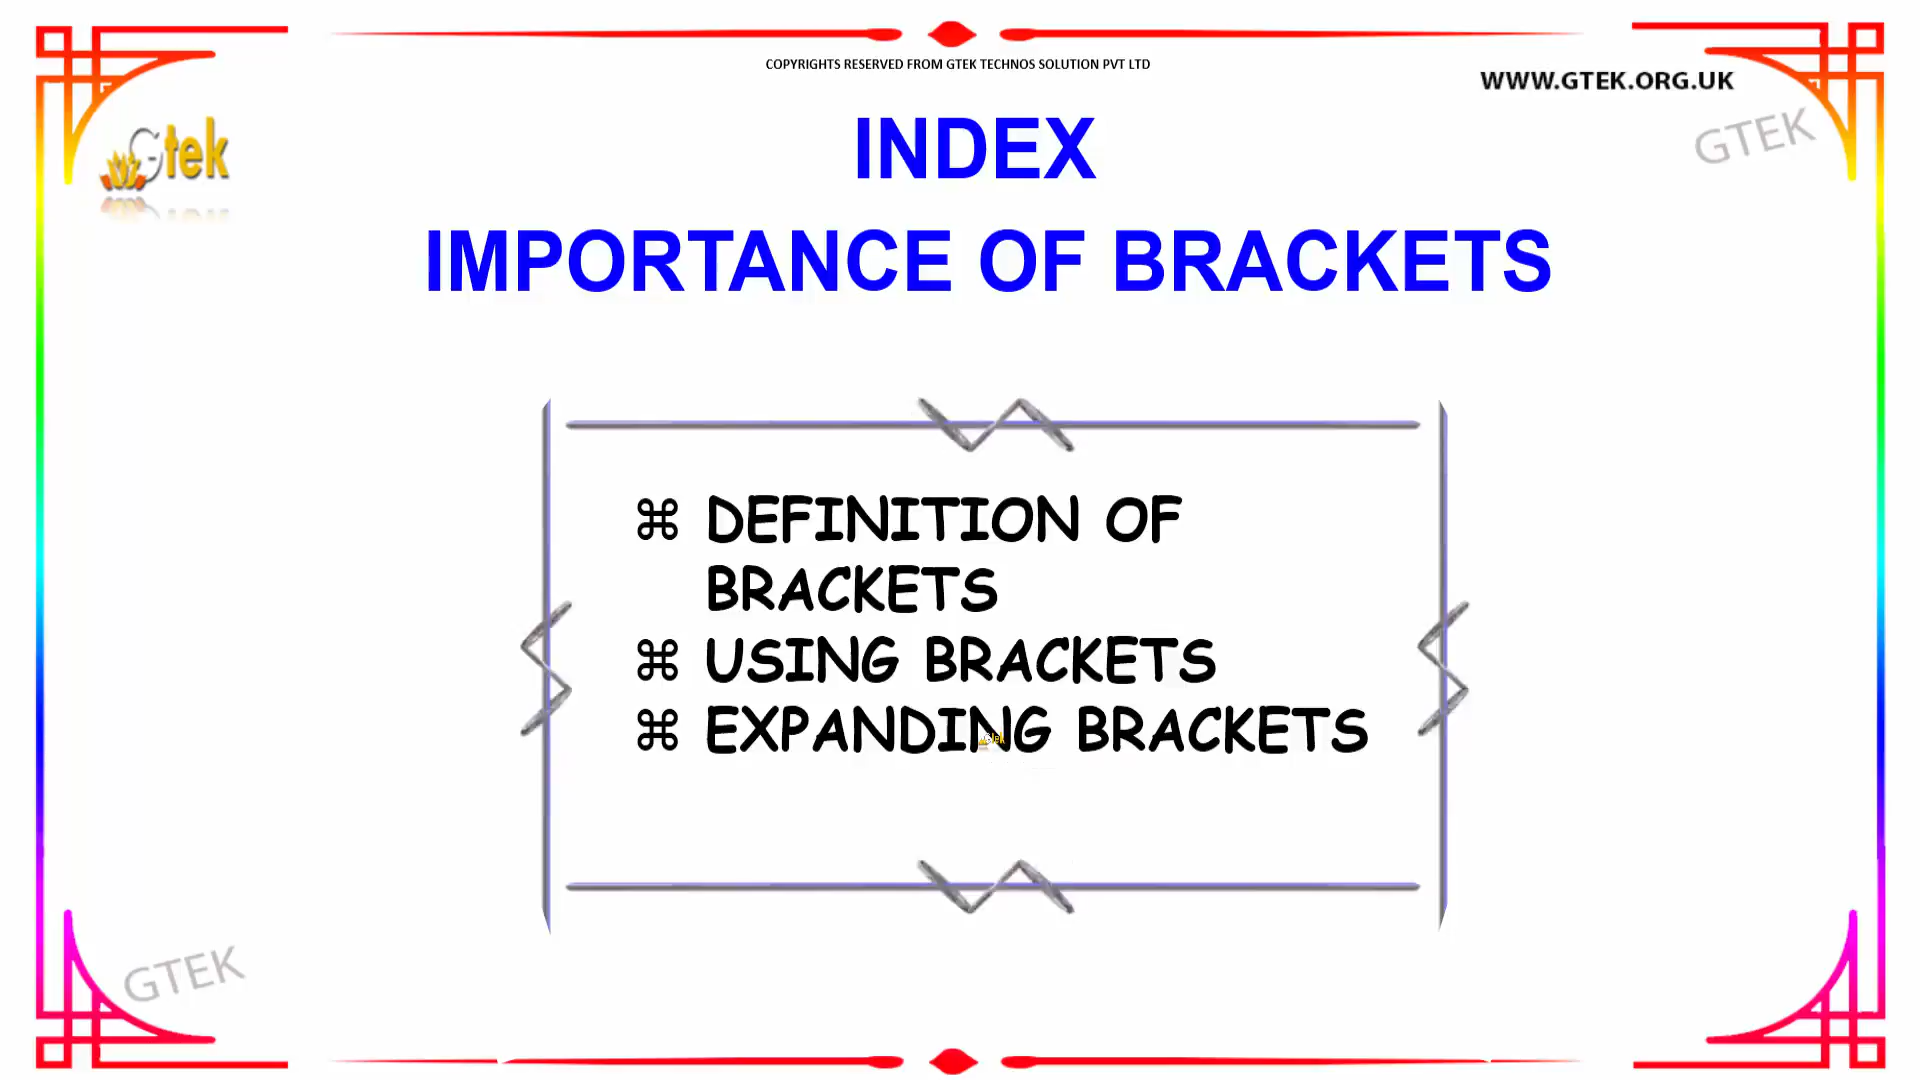 COPYRIGHTS RESERVED FROM GTEK TECHNOS SOLUTION PVT LTD
WWW.GTEK.ORG.UK
Gtek
GTEK
INDEX
IMPORTANCE OF BRACKETS
⌘ DEFINITION OF
BRACKETS
⌘ USING BRACKETS
⌘ EXPANDING BRACKETS
Gtek
GTEK